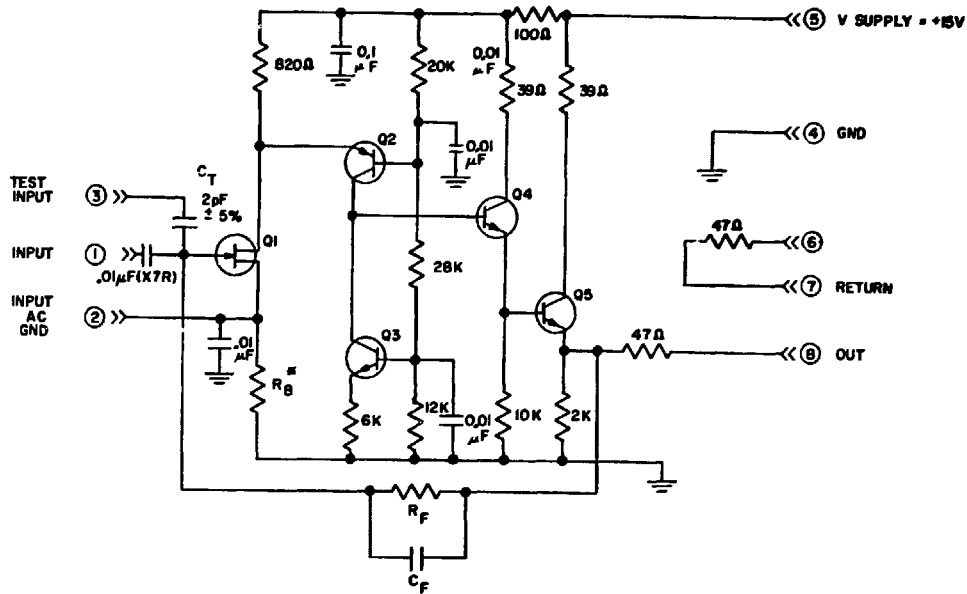 100Ω
⑤ V SUPPLY = +15V
820Ω
0.1
μF
20K
0.01
μF
39Ω
39Ω
④ GND
Q2
0.01
μF
TEST
INPUT
③
C_T
2pF
± 5%
Q4
INPUT
①
.01μF(X7R)
Q1
47Ω
⑥
⑦ RETURN
28K
INPUT
AC
GND
②
Q5
.01
μF
Q3
47Ω
⑧ OUT
R_B*
6K
12K
0.01
μF
10K
2K
R_F
C_F